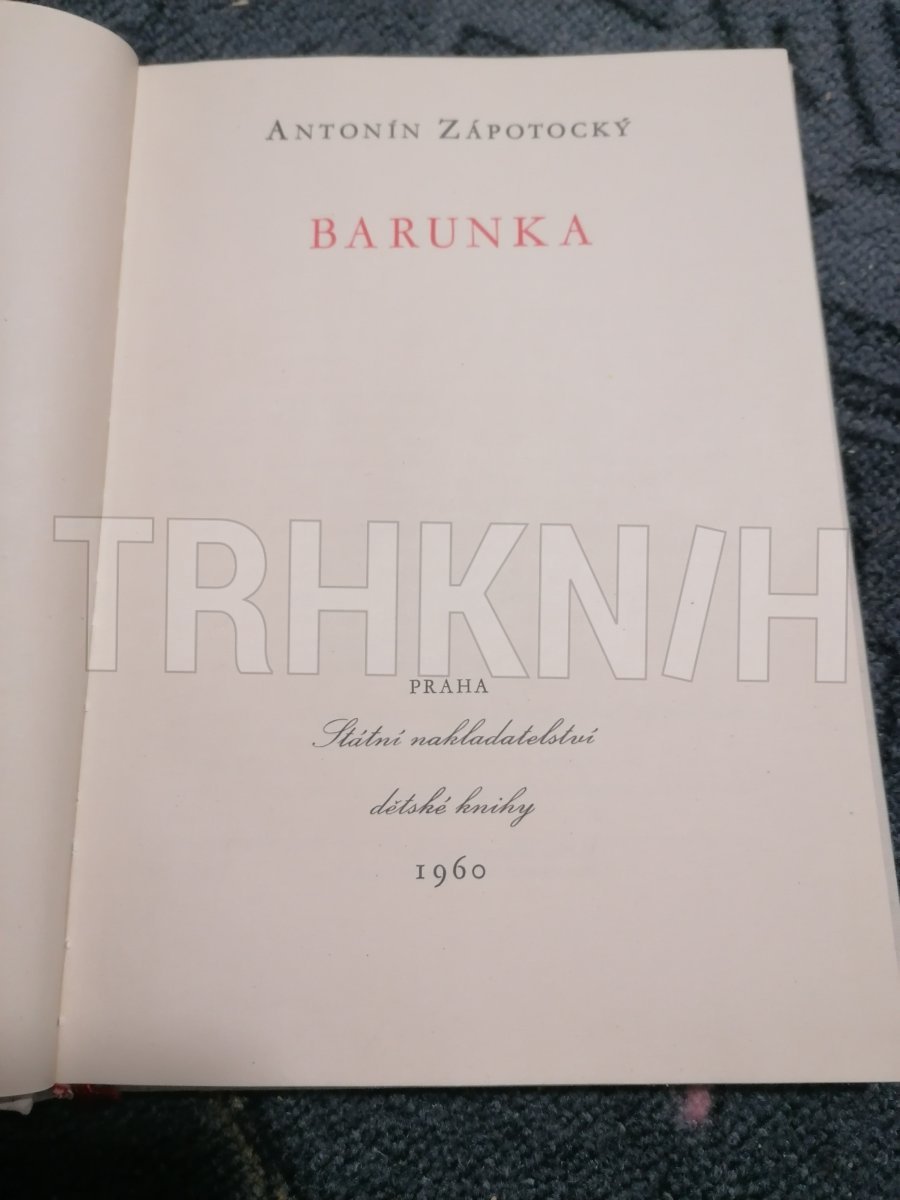 ANTONÍN ZÁPOTOCKÝ
BARUNKA
TRHKNIH
PRAHA
Státní nakladatelství
dětské knihy
1960